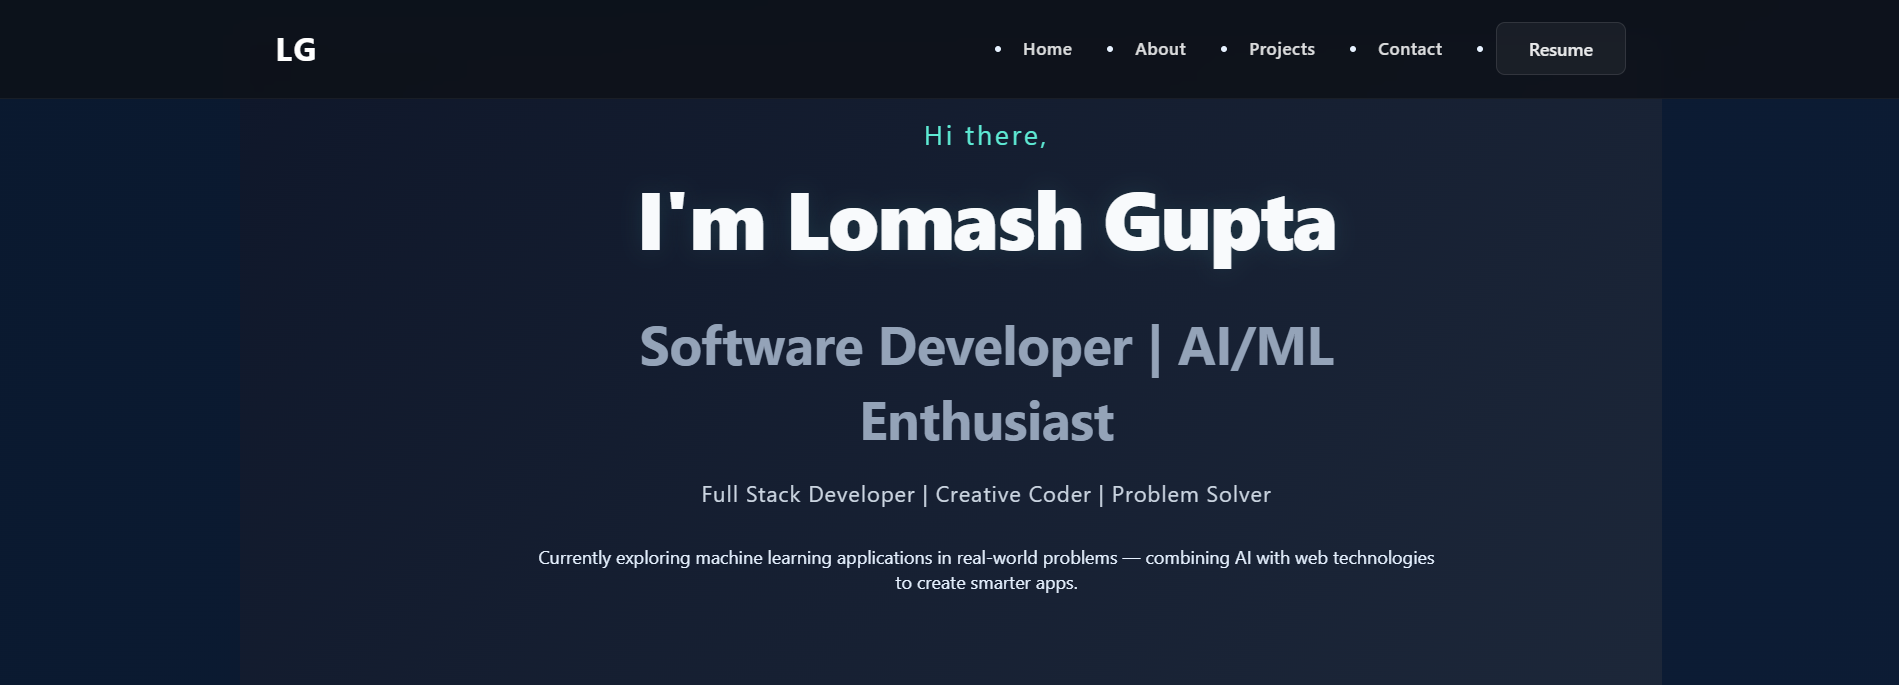 LG
• Home • About • Projects • Contact • Resume
Hi there,
I'm Lomash Gupta
Software Developer | AI/ML
Enthusiast
Full Stack Developer | Creative Coder | Problem Solver
Currently exploring machine learning applications in real-world problems — combining AI with web technologies
to create smarter apps.